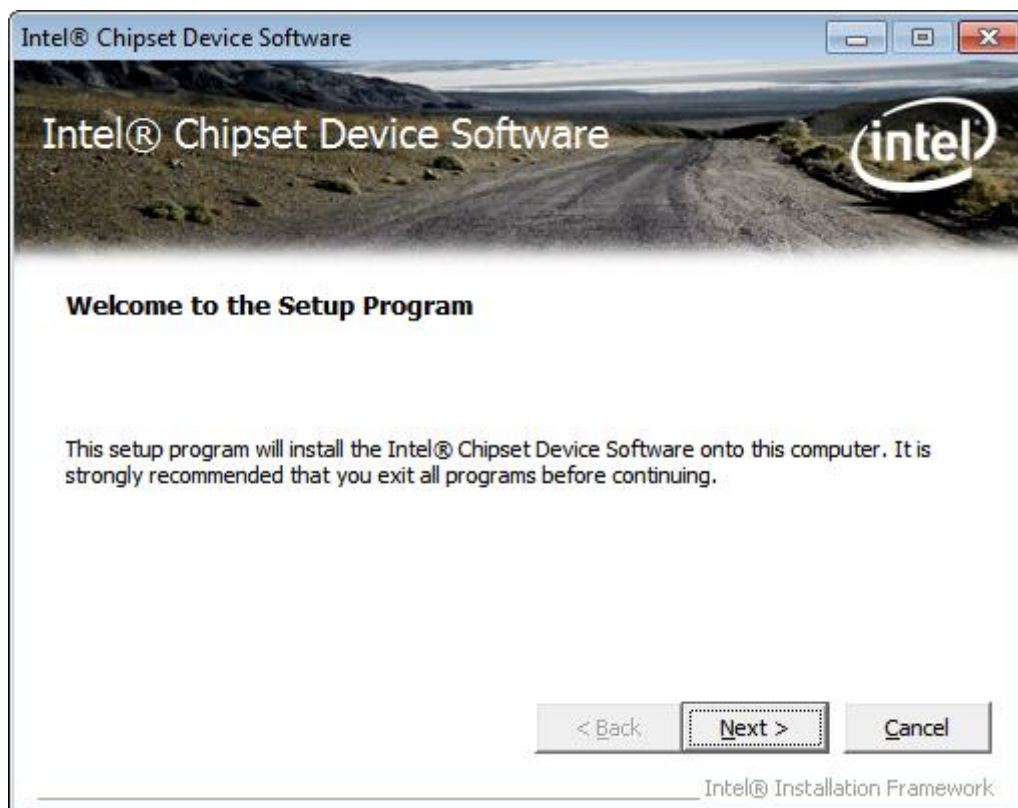 Intel® Chipset Device Software
Intel® Chipset Device Software
intel
Welcome to the Setup Program
This setup program will install the Intel® Chipset Device Software onto this computer. It is
strongly recommended that you exit all programs before continuing.
< Back Next > Cancel
Intel® Installation Framework